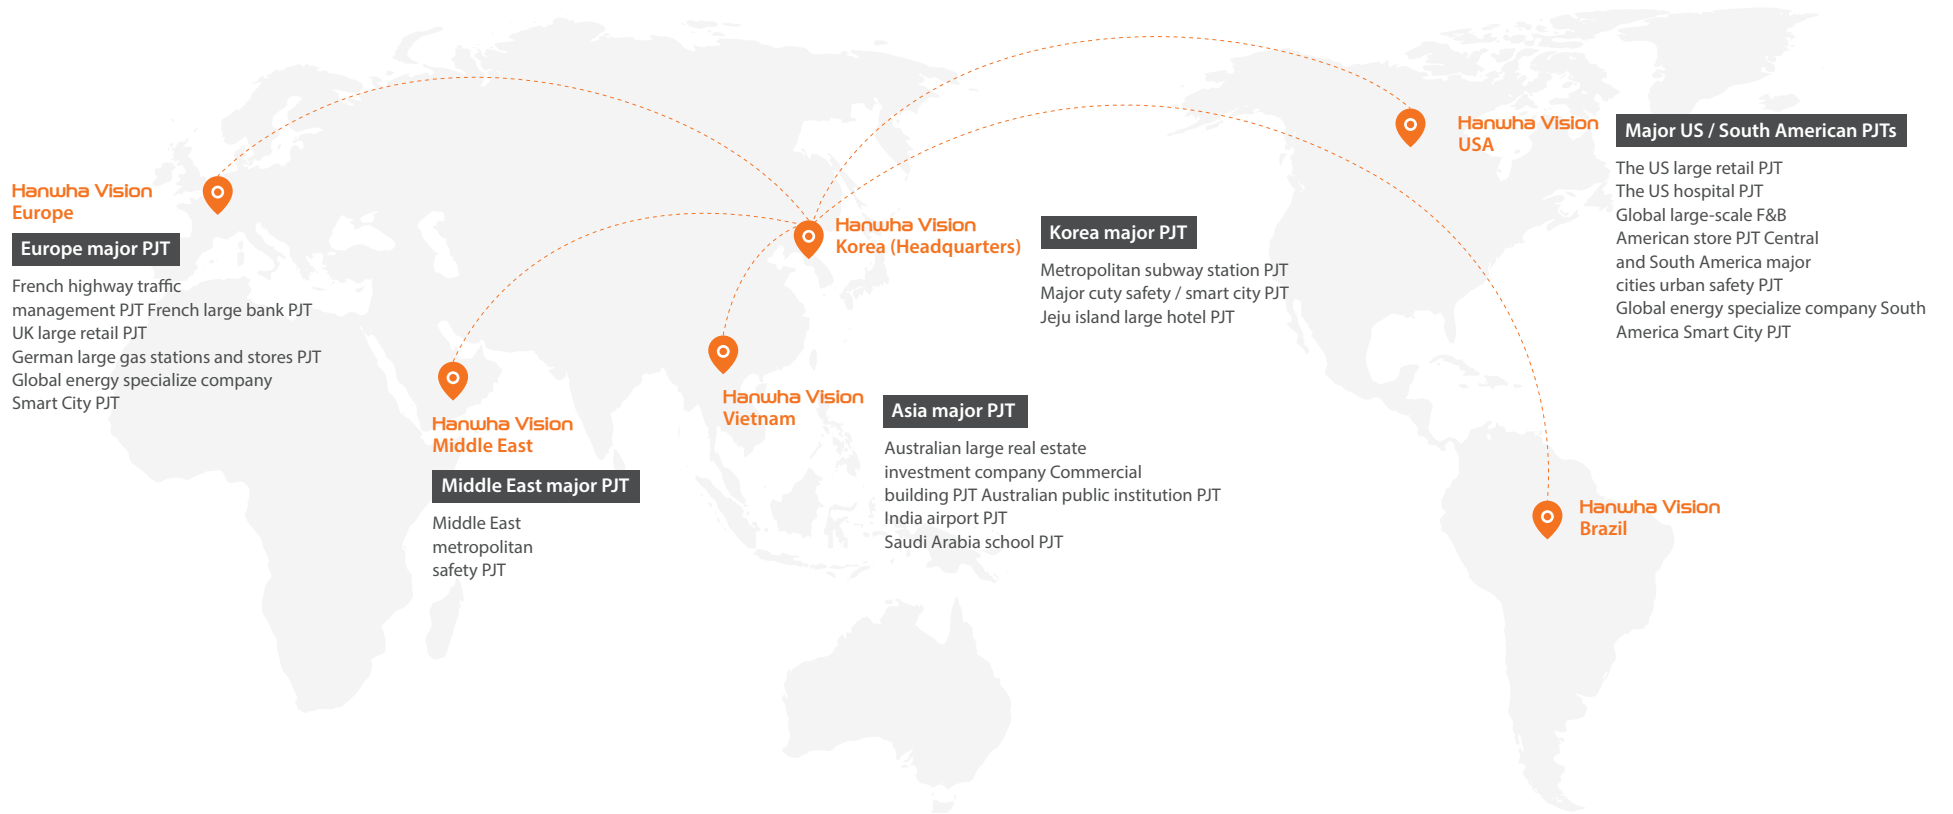 Hanwha Vision
Europe
Europe major PJT
French highway traffic
management PJT French large bank PJT
UK large retail PJT
German large gas stations and stores PJT
Global energy specialize company
Smart City PJT
Hanwha Vision
Middle East
Middle East major PJT
Middle East
metropolitan
safety PJT
Hanwha Vision
Korea (Headquarters)
Korea major PJT
Metropolitan subway station PJT
Major cuty safety / smart city PJT
Jeju island large hotel PJT
Hanwha Vision
Vietnam
Asia major PJT
Australian large real estate
investment company Commercial
building PJT Australian public institution PJT
India airport PJT
Saudi Arabia school PJT
Hanwha Vision
USA
Major US / South American PJTs
The US large retail PJT
The US hospital PJT
Global large-scale F&B
American store PJT Central
and South America major
cities urban safety PJT
Global energy specialize company South
America Smart City PJT
Hanwha Vision
Brazil